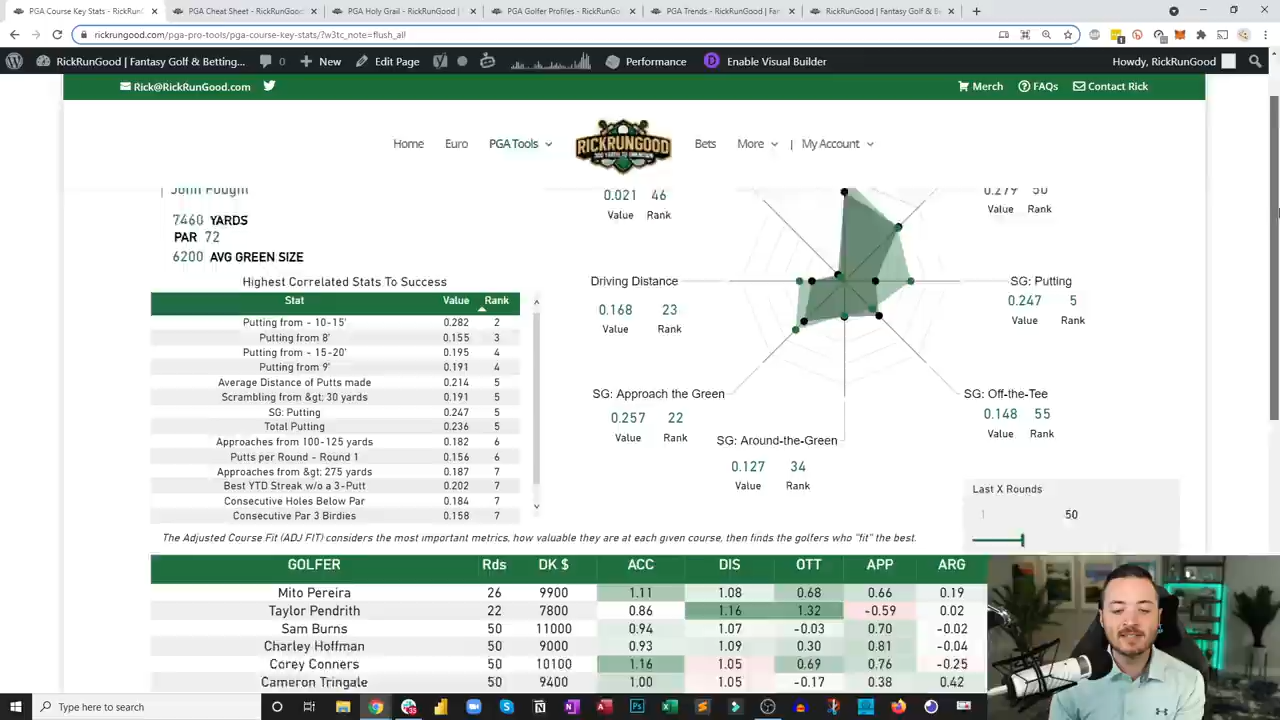 PGA Course Key Stats - RickRunG
PGA Cheat Sheet - RickRunGood
PGA Holy Grail - RickRunGood |
PGA Golfer Profiles - RickRunGo
PGA Trends - RickRunGood | Fan
RickRunGood | Fantasy Golf & Be
rickrungood.com/pga-pro-tools/pga-course-key-stats/?w3tc_note=flush_all
RickRunGood | Fantasy Golf & Betting...
0
New
Edit Page
Performance
Enable Visual Builder
Howdy, RickRunGood
Rick@RickRunGood.com
Merch
FAQs
Contact Rick
Home
Euro
PGA Tools
RICKRUNGOOD
Bets
More
|
My Account
John Fought
7460 YARDS
PAR 72
6200 AVG GREEN SIZE
0.021 46
Value Rank
0.279 50
Value Rank
Highest Correlated Stats To Success
Stat Value Rank
Putting from - 10-15' 0.282 2
Putting from 8' 0.155 3
Putting from - 15-20' 0.195 4
Putting from 9' 0.191 4
Average Distance of Putts made 0.214 5
Scrambling from &gt; 30 yards 0.191 5
SG: Putting 0.247 5
Total Putting 0.236 5
Approaches from 100-125 yards 0.182 6
Putts per Round - Round 1 0.156 6
Approaches from &gt; 275 yards 0.187 7
Best YTD Streak w/o a 3-Putt 0.202 7
Consecutive Holes Below Par 0.184 7
Consecutive Par 3 Birdies 0.158 7
Driving Distance
0.168 23
Value Rank
SG: Putting
0.247 5
Value Rank
SG: Approach the Green
0.257 22
Value Rank
SG: Off-the-Tee
0.148 55
Value Rank
SG: Around-the-Green
0.127 34
Value Rank
Last X Rounds
1 50
The Adjusted Course Fit (ADJ FIT) considers the most important metrics, how valuable they are at each given course, then finds the golfers who "fit" the best.
GOLFER Rds DK $ ACC DIS OTT APP ARG
Mito Pereira 26 9900 1.11 1.08 0.68 0.66 0.19
Taylor Pendrith 22 7800 0.86 1.16 1.32 -0.59 0.02
Sam Burns 50 11000 0.94 1.07 -0.03 0.70 -0.02
Charley Hoffman 50 9000 0.93 1.09 0.30 0.81 -0.04
Corey Conners 50 10100 1.16 1.05 0.69 0.76 -0.25
Cameron Tringale 50 9400 1.00 1.05 -0.17 0.38 0.42
Type here to search